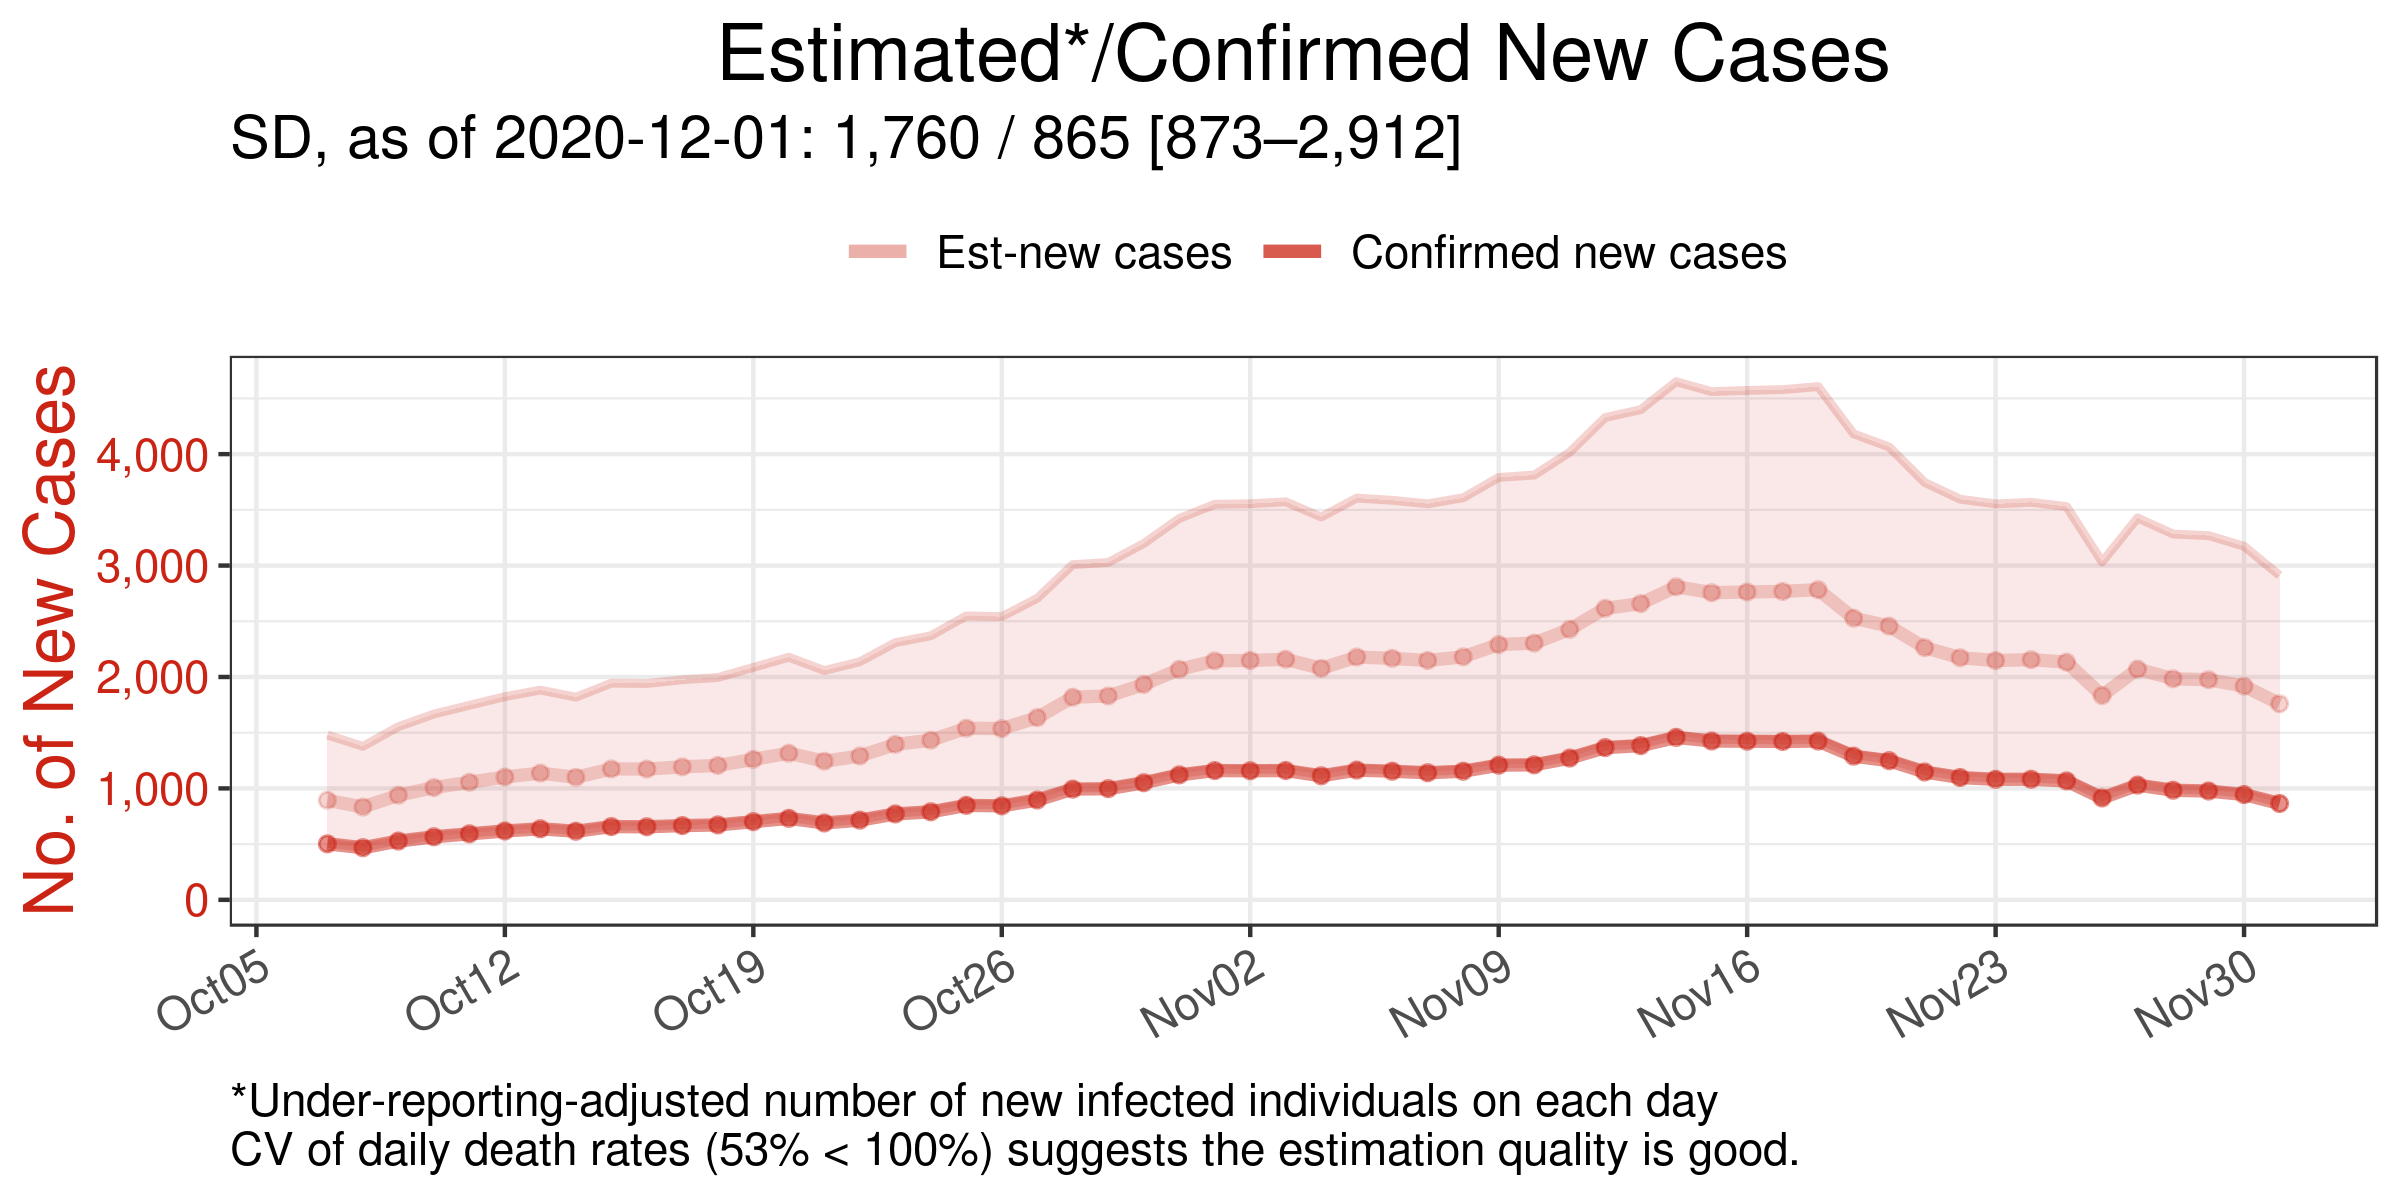 Estimated*/Confirmed New Cases
SD, as of 2020-12-01: 1,760 / 865 [873–2,912]
Est-new cases Confirmed new cases
No. of New Cases
4,000
3,000
2,000
1,000
0
Oct05 Oct12 Oct19 Oct26 Nov02 Nov09 Nov16 Nov23 Nov30
*Under-reporting-adjusted number of new infected individuals on each day
CV of daily death rates (53% < 100%) suggests the estimation quality is good.